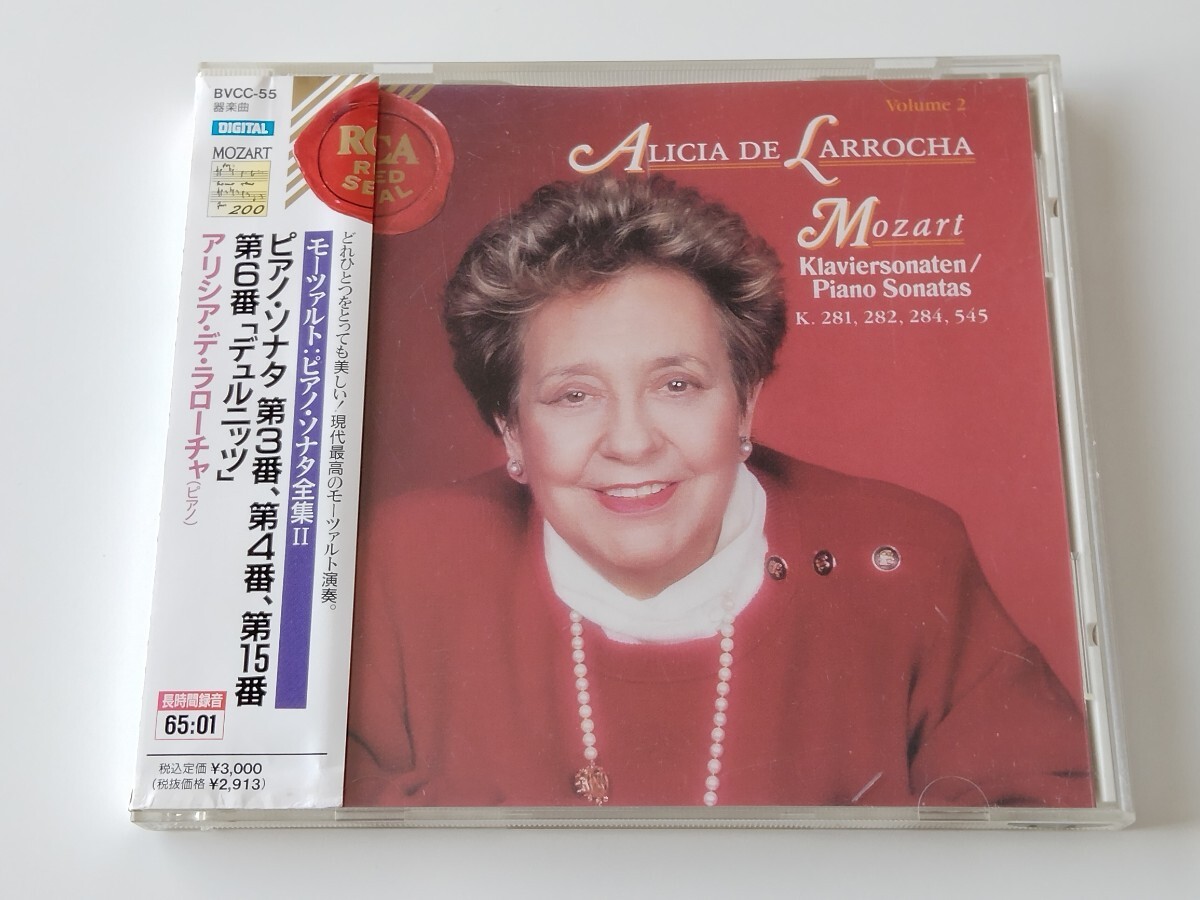 BVCC-55
器楽曲
DIGITAL
MOZART
200
どれひとつをとっても美しい!現代最高のモーツァルト演奏。
モーツァルト:ピアノ・ソナタ全集II
ピアノ・ソナタ 第3番、第4番、第15番
第6番「デュルニッツ」
アリシア・デ・ラローチャ(ピアノ)
長時間録音
65:01
税込定価 ¥3,000
(税抜価格 ¥2,913)
RCA
RED
SEAL
Volume 2
ALICIA DE LARROCHA
Mozart
Klaviersonaten/
Piano Sonatas
K. 281, 282, 284, 545